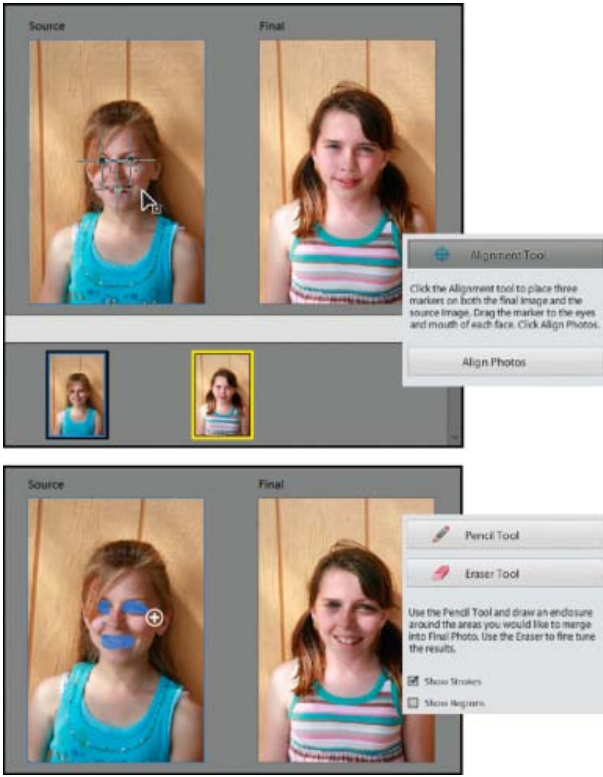 Source Final
Alignment Tool
Click the Alignment tool to place three
markers on both the final Image and the
source Image. Drag the marker to the eyes
and mouth of each face. Click Align Photos.
Align Photos
Source Final
Pencil Tool
Eraser Tool
Use the Pencil Tool and draw an enclosure
around the areas you would like to merge
into Final Photo. Use the Eraser to fine tune
the results.
Show Strokes
Show Regions